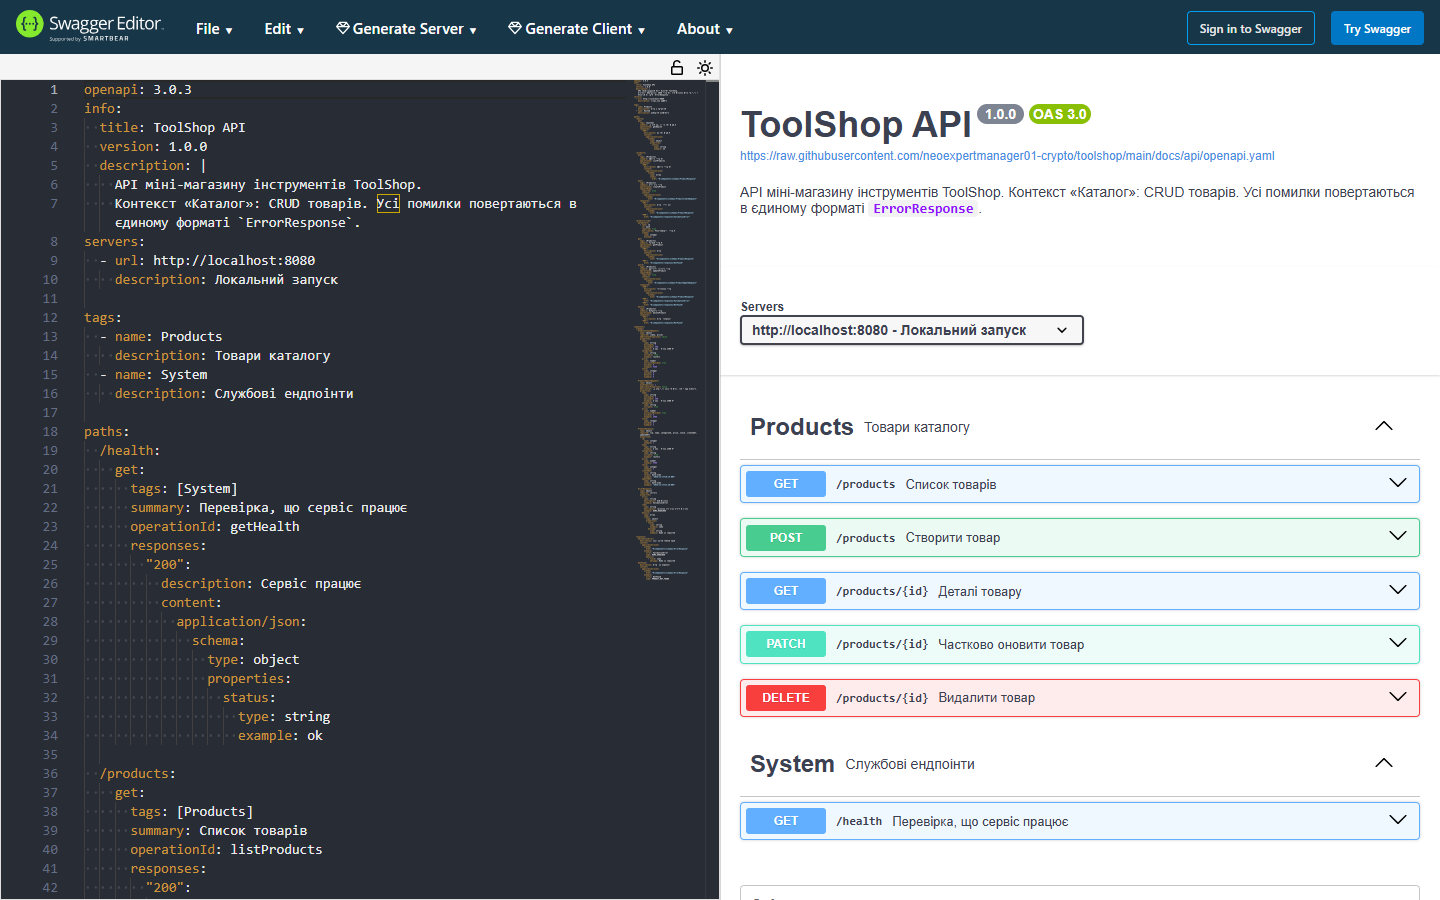 Swagger Editor.
Supported by SMARTBEAR
File
Edit
Generate Server
Generate Client
About
Sign in to Swagger
Try Swagger
1 openapi: 3.0.3
2 info:
3 title: ToolShop API
4 version: 1.0.0
5 description: |
6 API міні-магазину інструментів ToolShop.
7 Контекст «Каталог»: CRUD товарів. Усі помилки повертаються в
єдиному форматі `ErrorResponse`.
8 servers:
9 - url: http://localhost:8080
10 description: Локальний запуск
11
12 tags:
13 - name: Products
14 description: Товари каталогу
15 - name: System
16 description: Службові ендпоінти
17
18 paths:
19 /health:
20 get:
21 tags: [System]
22 summary: Перевірка, що сервіс працює
23 operationId: getHealth
24 responses:
25 "200":
26 description: Сервіс працює
27 content:
28 application/json:
29 schema:
30 type: object
31 properties:
32 status:
33 type: string
34 example: ok
35
36 /products:
37 get:
38 tags: [Products]
39 summary: Список товарів
40 operationId: listProducts
41 responses:
42 "200":
ToolShop API 1.0.0 OAS 3.0
https://raw.githubusercontent.com/neoexpertmanager01-crypto/toolshop/main/docs/api/openapi.yaml
API міні-магазину інструментів ToolShop. Контекст «Каталог»: CRUD товарів. Усі помилки повертаються
в єдиному форматі ErrorResponse.
Servers
http://localhost:8080 - Локальний запуск
Products Товари каталогу
GET /products Список товарів
POST /products Створити товар
GET /products/{id} Деталі товару
PATCH /products/{id} Частково оновити товар
DELETE /products/{id} Видалити товар
System Службові ендпоінти
GET /health Перевірка, що сервіс працює